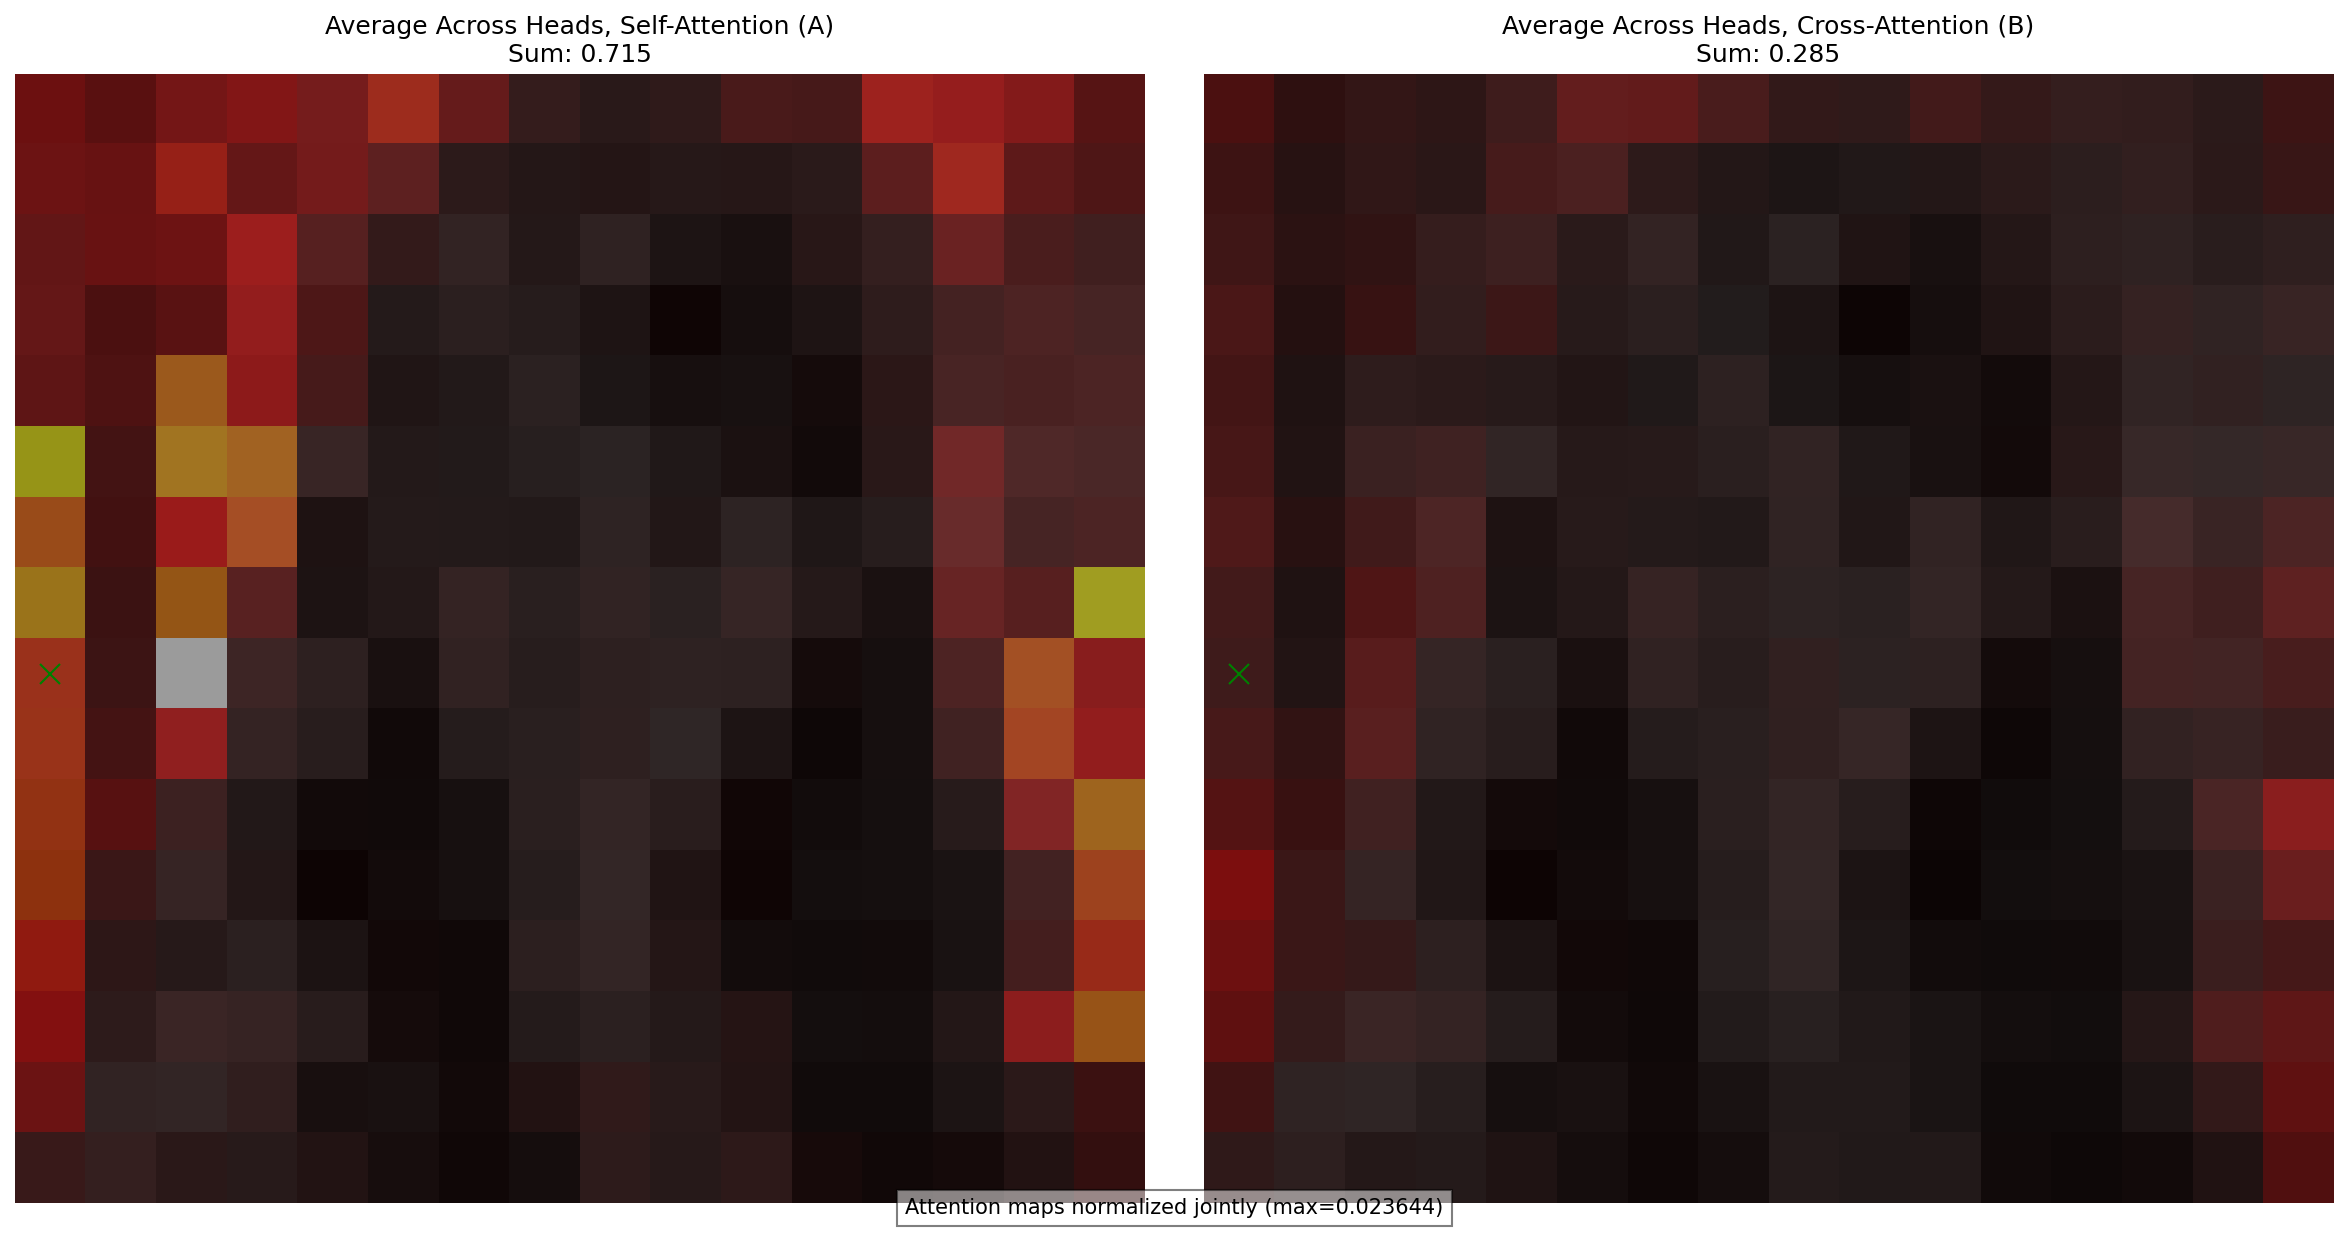 Average Across Heads, Self-Attention (A)
Sum: 0.715
Average Across Heads, Cross-Attention (B)
Sum: 0.285
Attention maps normalized jointly (max=0.023644)